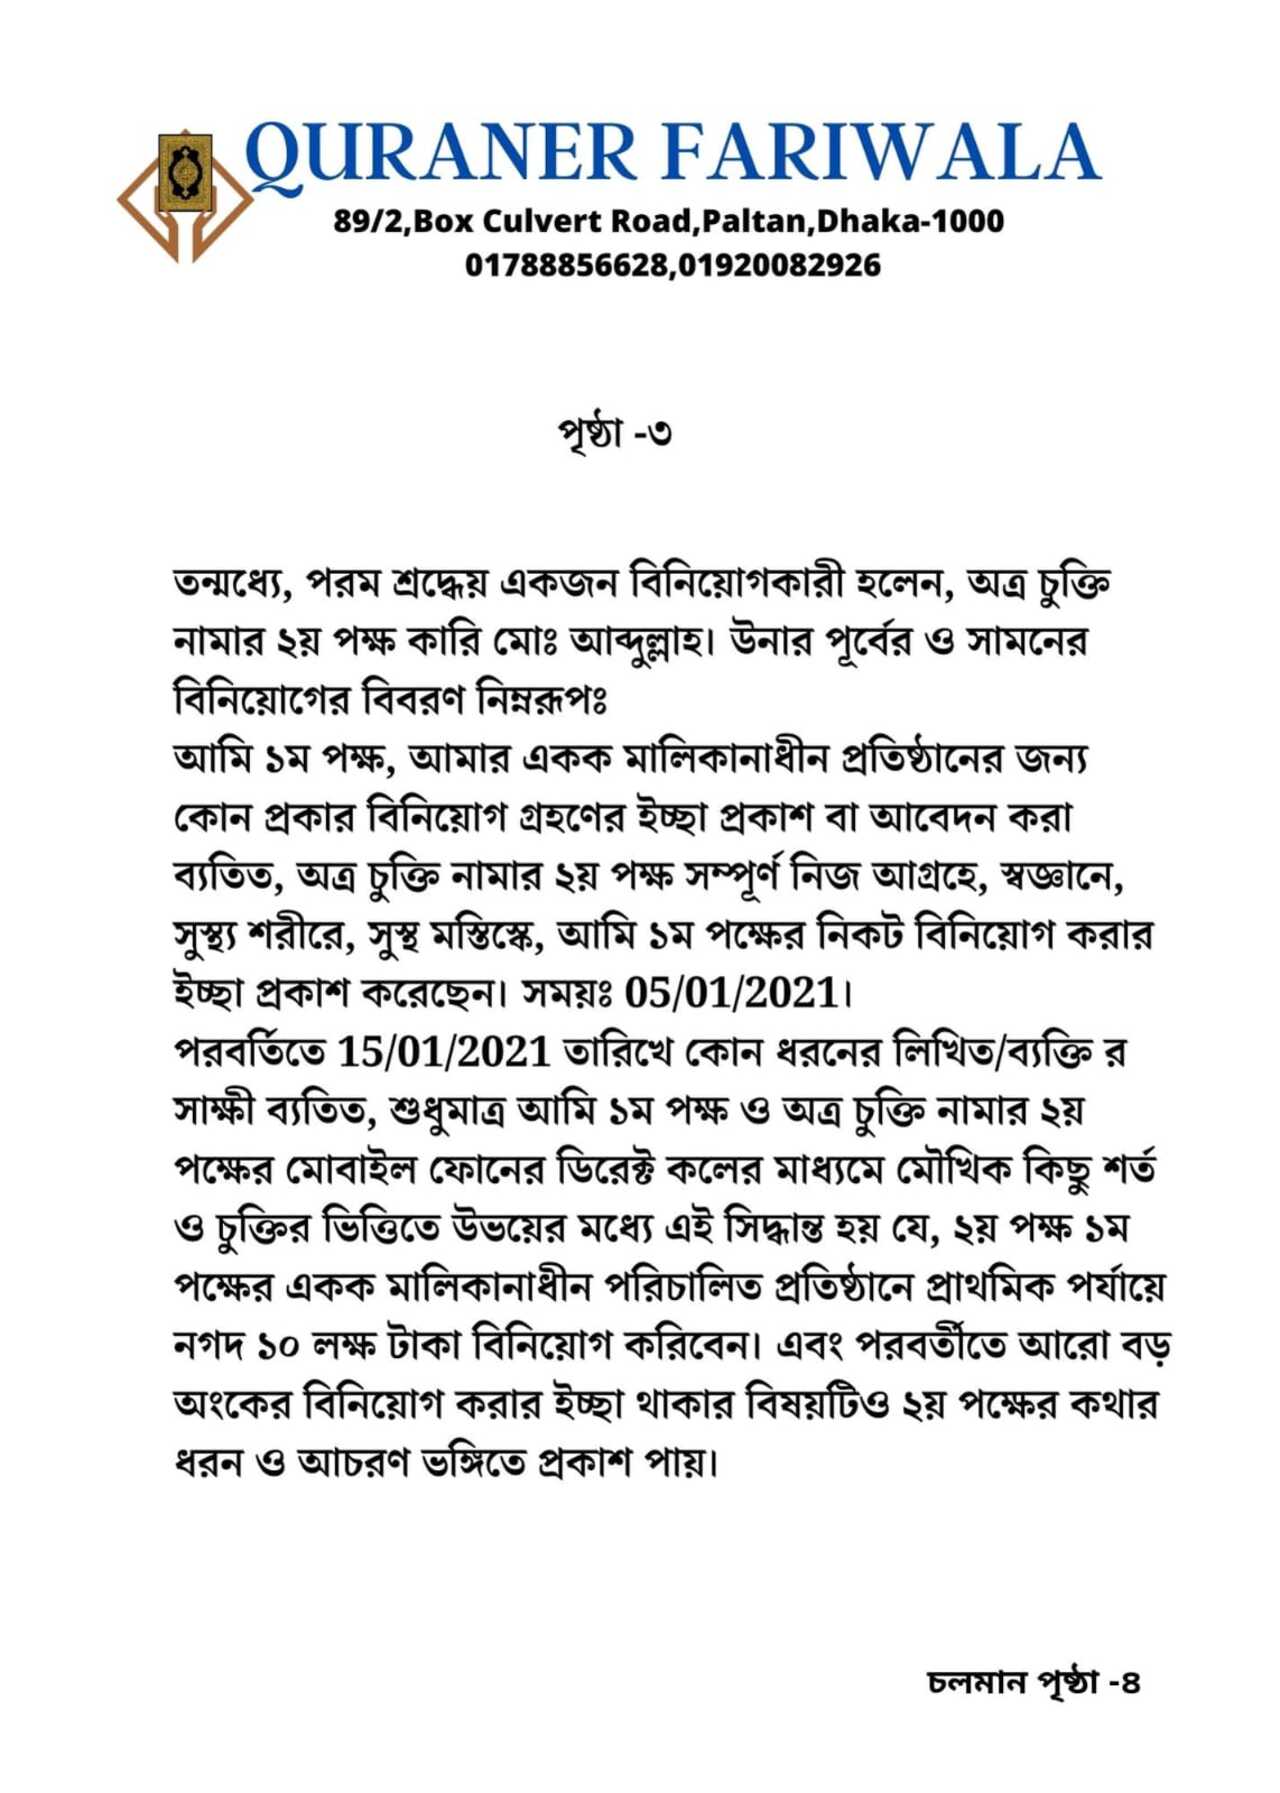 QURANER FARIWALA
89/2,Box Culvert Road,Paltan,Dhaka-1000
01788856628,01920082926
পৃষ্ঠা -৩
তন্মধ্যে, পরম শ্রদ্ধেয় একজন বিনিয়োগকারী হলেন, অত্র চুক্তি
নামার ২য় পক্ষ কারি মোঃ আব্দুল্লাহ। উনার পূর্বের ও সামনের
বিনিয়োগের বিবরণ নিম্নরূপঃ
আমি ১ম পক্ষ, আমার একক মালিকানাধীন প্রতিষ্ঠানের জন্য
কোন প্রকার বিনিয়োগ গ্রহণের ইচ্ছা প্রকাশ বা আবেদন করা
ব্যতিত, অত্র চুক্তি নামার ২য় পক্ষ সম্পূর্ণ নিজ আগ্রহে, স্বজ্ঞানে,
সুস্থ্য শরীরে, সুস্থ মস্তিস্কে, আমি ১ম পক্ষের নিকট বিনিয়োগ করার
ইচ্ছা প্রকাশ করেছেন। সময়ঃ 05/01/2021।
পরবর্তিতে 15/01/2021 তারিখে কোন ধরনের লিখিত/ব্যক্তি র
সাক্ষী ব্যতিত, শুধুমাত্র আমি ১ম পক্ষ ও অত্র চুক্তি নামার ২য়
পক্ষের মোবাইল ফোনের ডিরেক্ট কলের মাধ্যমে মৌখিক কিছু শর্ত
ও চুক্তির ভিত্তিতে উভয়ের মধ্যে এই সিদ্ধান্ত হয় যে, ২য় পক্ষ ১ম
পক্ষের একক মালিকানাধীন পরিচালিত প্রতিষ্ঠানে প্রাথমিক পর্যায়ে
নগদ ১০ লক্ষ টাকা বিনিয়োগ করিবেন। এবং পরবর্তীতে আরো বড়
অংকের বিনিয়োগ করার ইচ্ছা থাকার বিষয়টিও ২য় পক্ষের কথার
ধরন ও আচরণ ভঙ্গিতে প্রকাশ পায়।
চলমান পৃষ্ঠা -৪